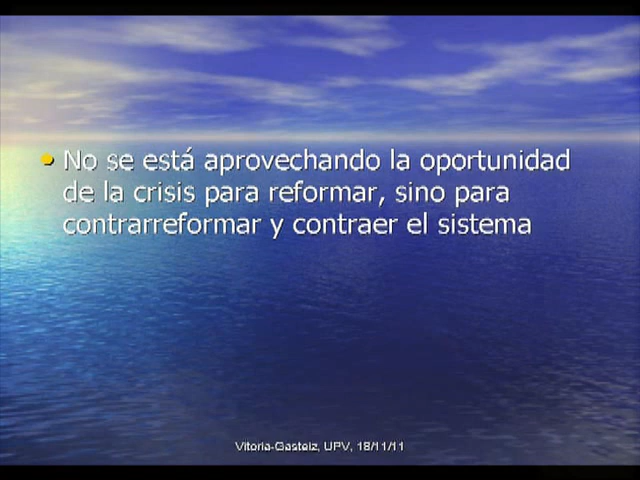 • No se está aprovechando la oportunidad
de la crisis para reformar, sino para
contrarreformar y contraer el sistema
Vitoria-Gasteiz, UPV, 18/11/11